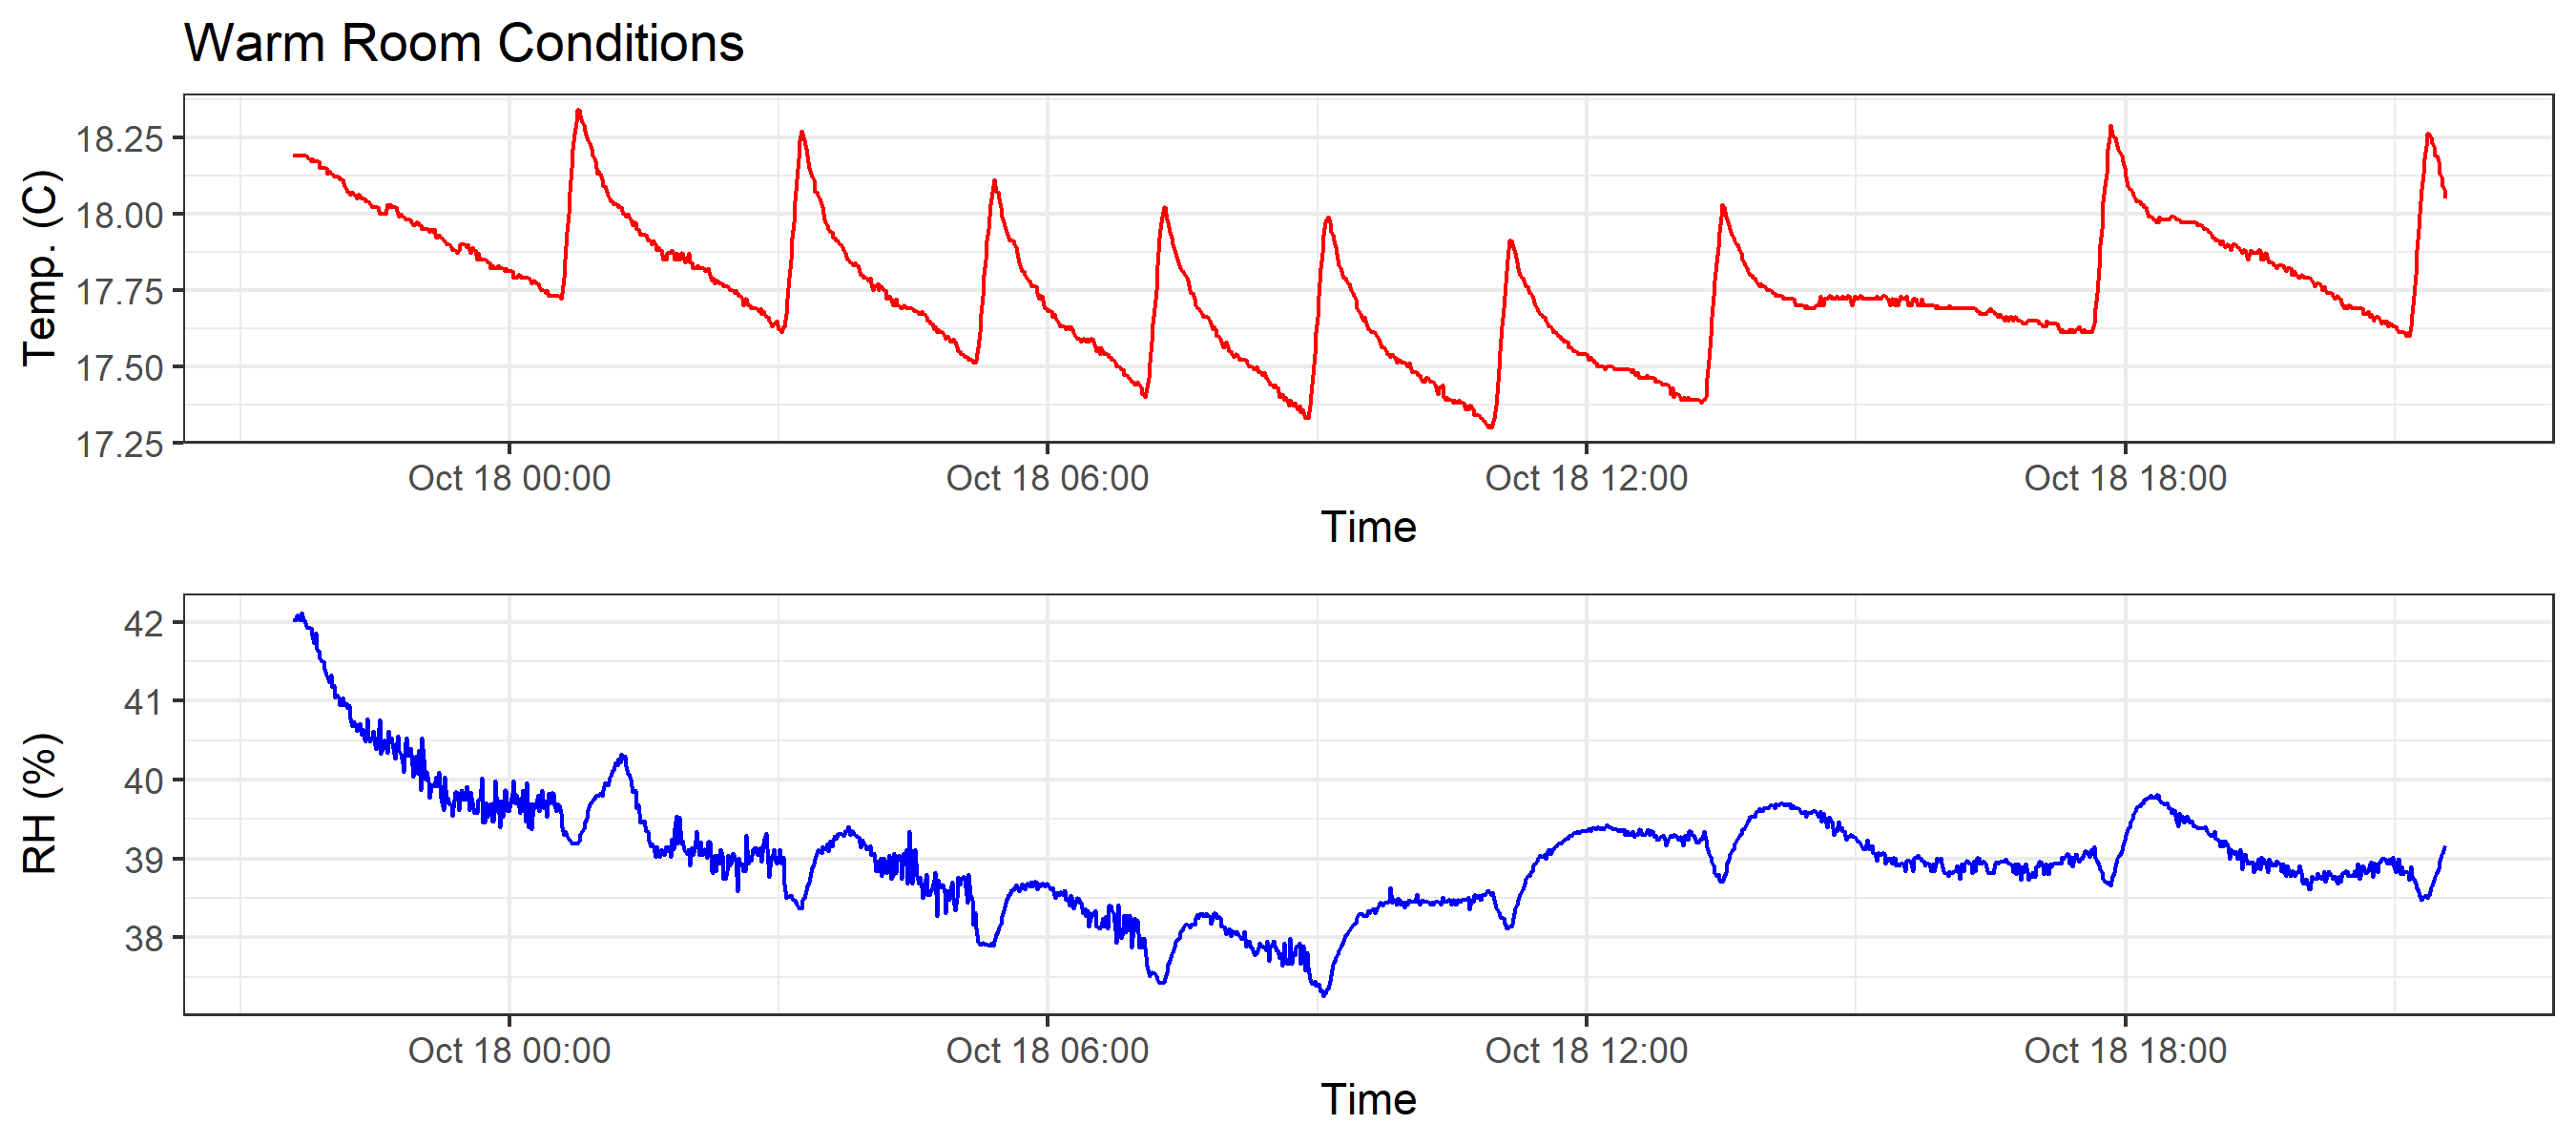 Warm Room Conditions
Temp. (C)
18.25
18.00
17.75
17.50
17.25
Oct 18 00:00 Oct 18 06:00 Oct 18 12:00 Oct 18 18:00
Time
RH (%)
42
41
40
39
38
Oct 18 00:00 Oct 18 06:00 Oct 18 12:00 Oct 18 18:00
Time